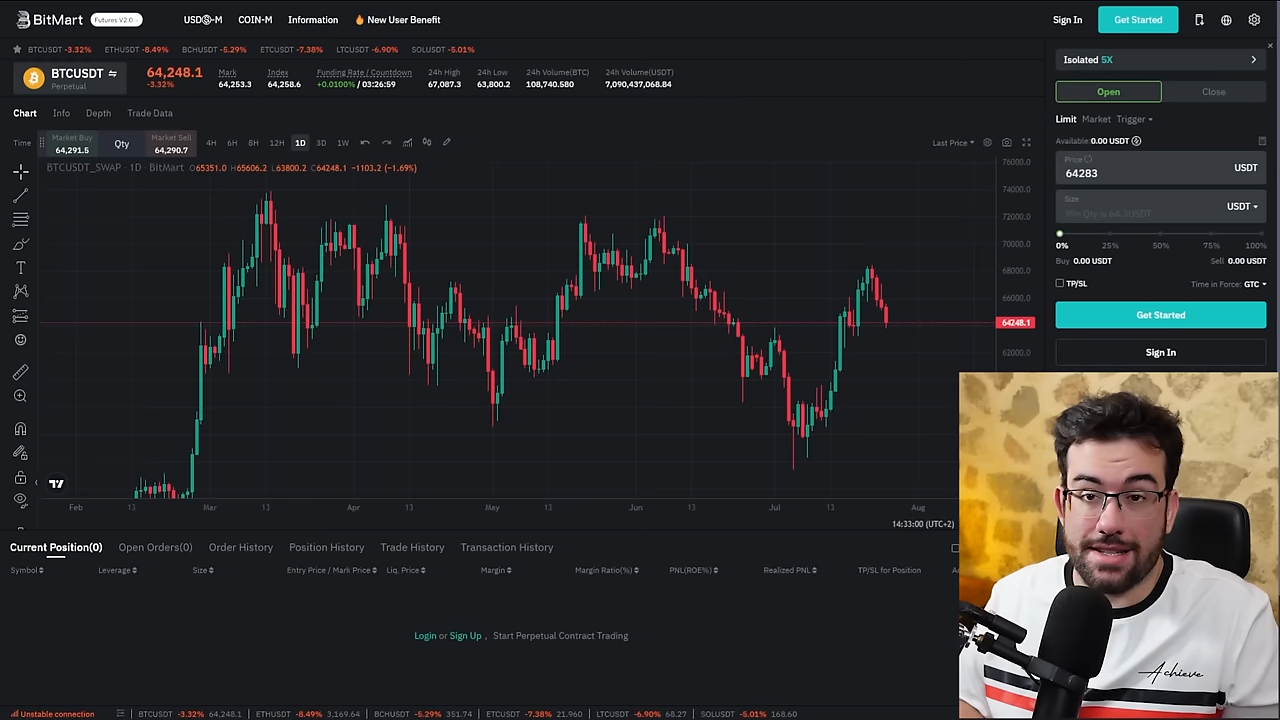 BitMart Futures V2.0 USDⓈ-M COIN-M Information New User Benefit Sign In Get Started
BTCUSDT -3.32% ETHUSDT -8.49% BCHUSDT -5.29% ETCUSDT -7.38% LTCUSDT -6.90% SOLUSDT -5.01%
BTCUSDT
Perpetual
64,248.1
-3.32%
Mark
64,253.3
Index
64,258.6
Funding Rate / Countdown
+0.0100% / 03:26:59
24h High
67,087.3
24h Low
63,800.2
24h Volume(BTC)
108,740.580
24h Volume(USDT)
7,090,437,068.84
Chart Info Depth Trade Data
Time
Market Buy
64,291.5
Qty
Market Sell
64,290.7
4H 6H 8H 12H 1D 3D 1W
Last Price
BTCUSDT_SWAP · 1D · BitMart O65351.0 H65606.2 L63800.2 C64248.1 -1103.2 (-1.69%)
76000.0
74000.0
72000.0
70000.0
68000.0
66000.0
64248.1
62000.0
Feb 13 Mar 13 Apr 13 May 13 Jun 13 Jul 13 Aug
14:33:00 (UTC+2)
Isolated 5X
Open Close
Limit Market Trigger
Available: 0.00 USDT
Price
64283 USDT
Size
Min Qty is 64.3USDT USDT
0% 25% 50% 75% 100%
Buy 0.00 USDT Sell 0.00 USDT
TP/SL Time in Force: GTC
Get Started
Sign In
Current Position(0) Open Orders(0) Order History Position History Trade History Transaction History
Symbol Leverage Size Entry Price / Mark Price Liq. Price Margin Margin Ratio(%) PNL(ROE%) Realized PNL TP/SL for Position
Login or Sign Up , Start Perpetual Contract Trading
Achieve
Unstable connection BTCUSDT -3.32% 64,248.1 ETHUSDT -8.49% 3,169.64 BCHUSDT -5.29% 351.74 ETCUSDT -7.38% 21.960 LTCUSDT -6.90% 68.27 SOLUSDT -5.01% 168.60